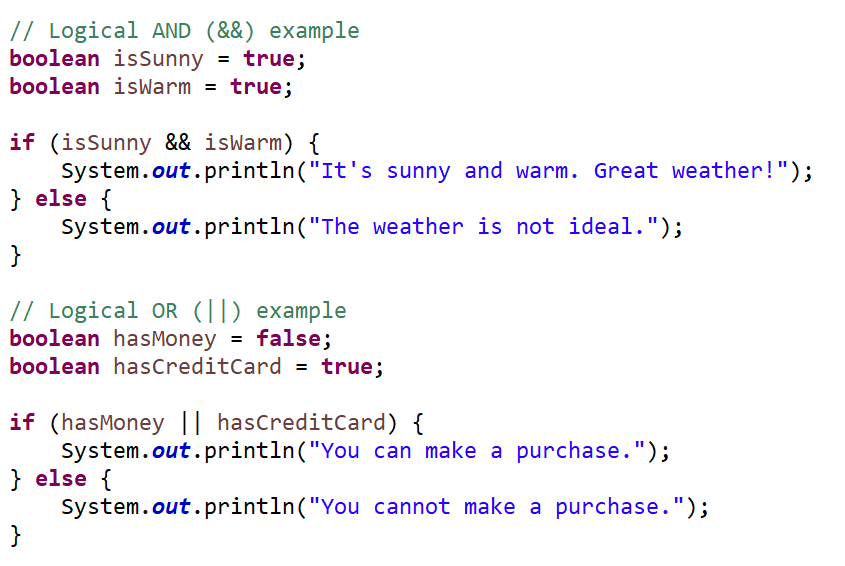 // Logical AND (&&) example
boolean isSunny = true;
boolean isWarm = true;

if (isSunny && isWarm) {
    System.out.println("It's sunny and warm. Great weather!");
} else {
    System.out.println("The weather is not ideal.");
}

// Logical OR (||) example
boolean hasMoney = false;
boolean hasCreditCard = true;

if (hasMoney || hasCreditCard) {
    System.out.println("You can make a purchase.");
} else {
    System.out.println("You cannot make a purchase.");
}